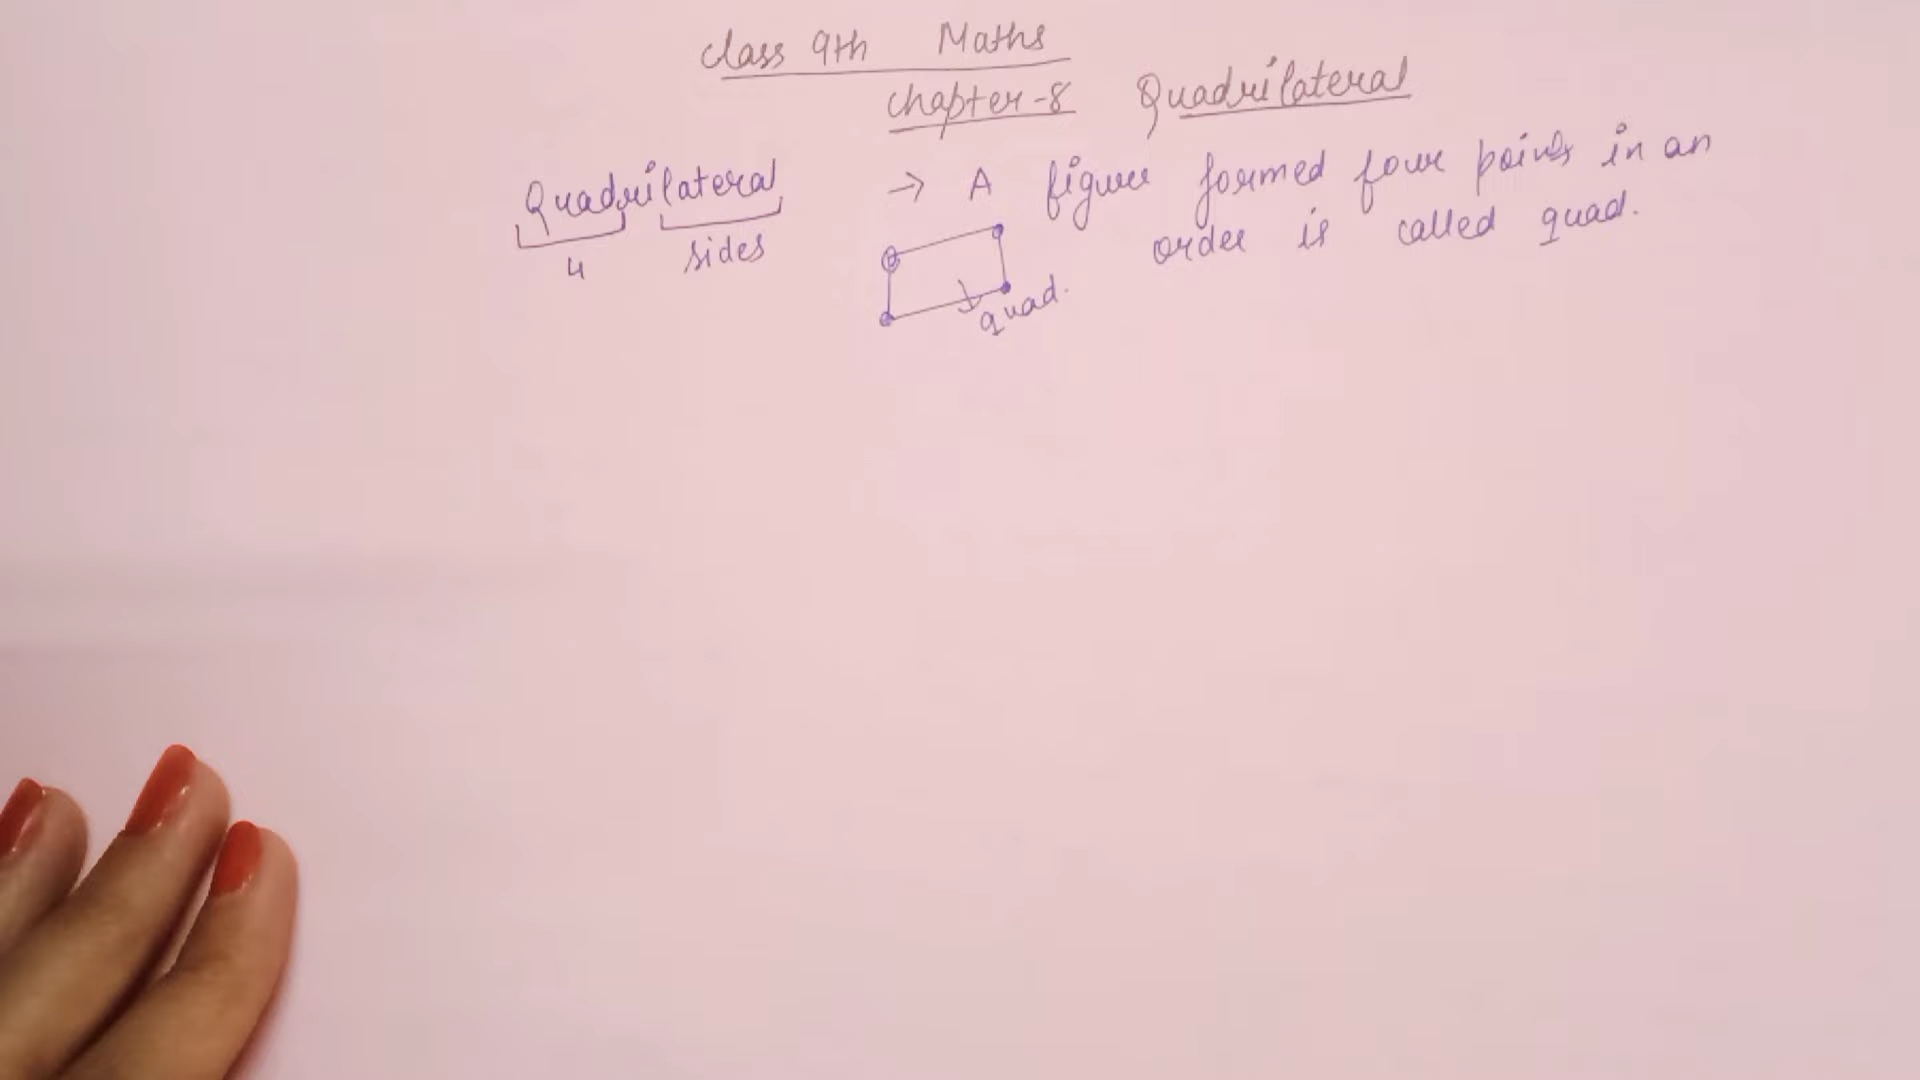 Class 9th Maths
Chapter-8 Quadrilateral
Quadrilateral → A figure formed four points in an
order is called quad.
4 sides
quad.